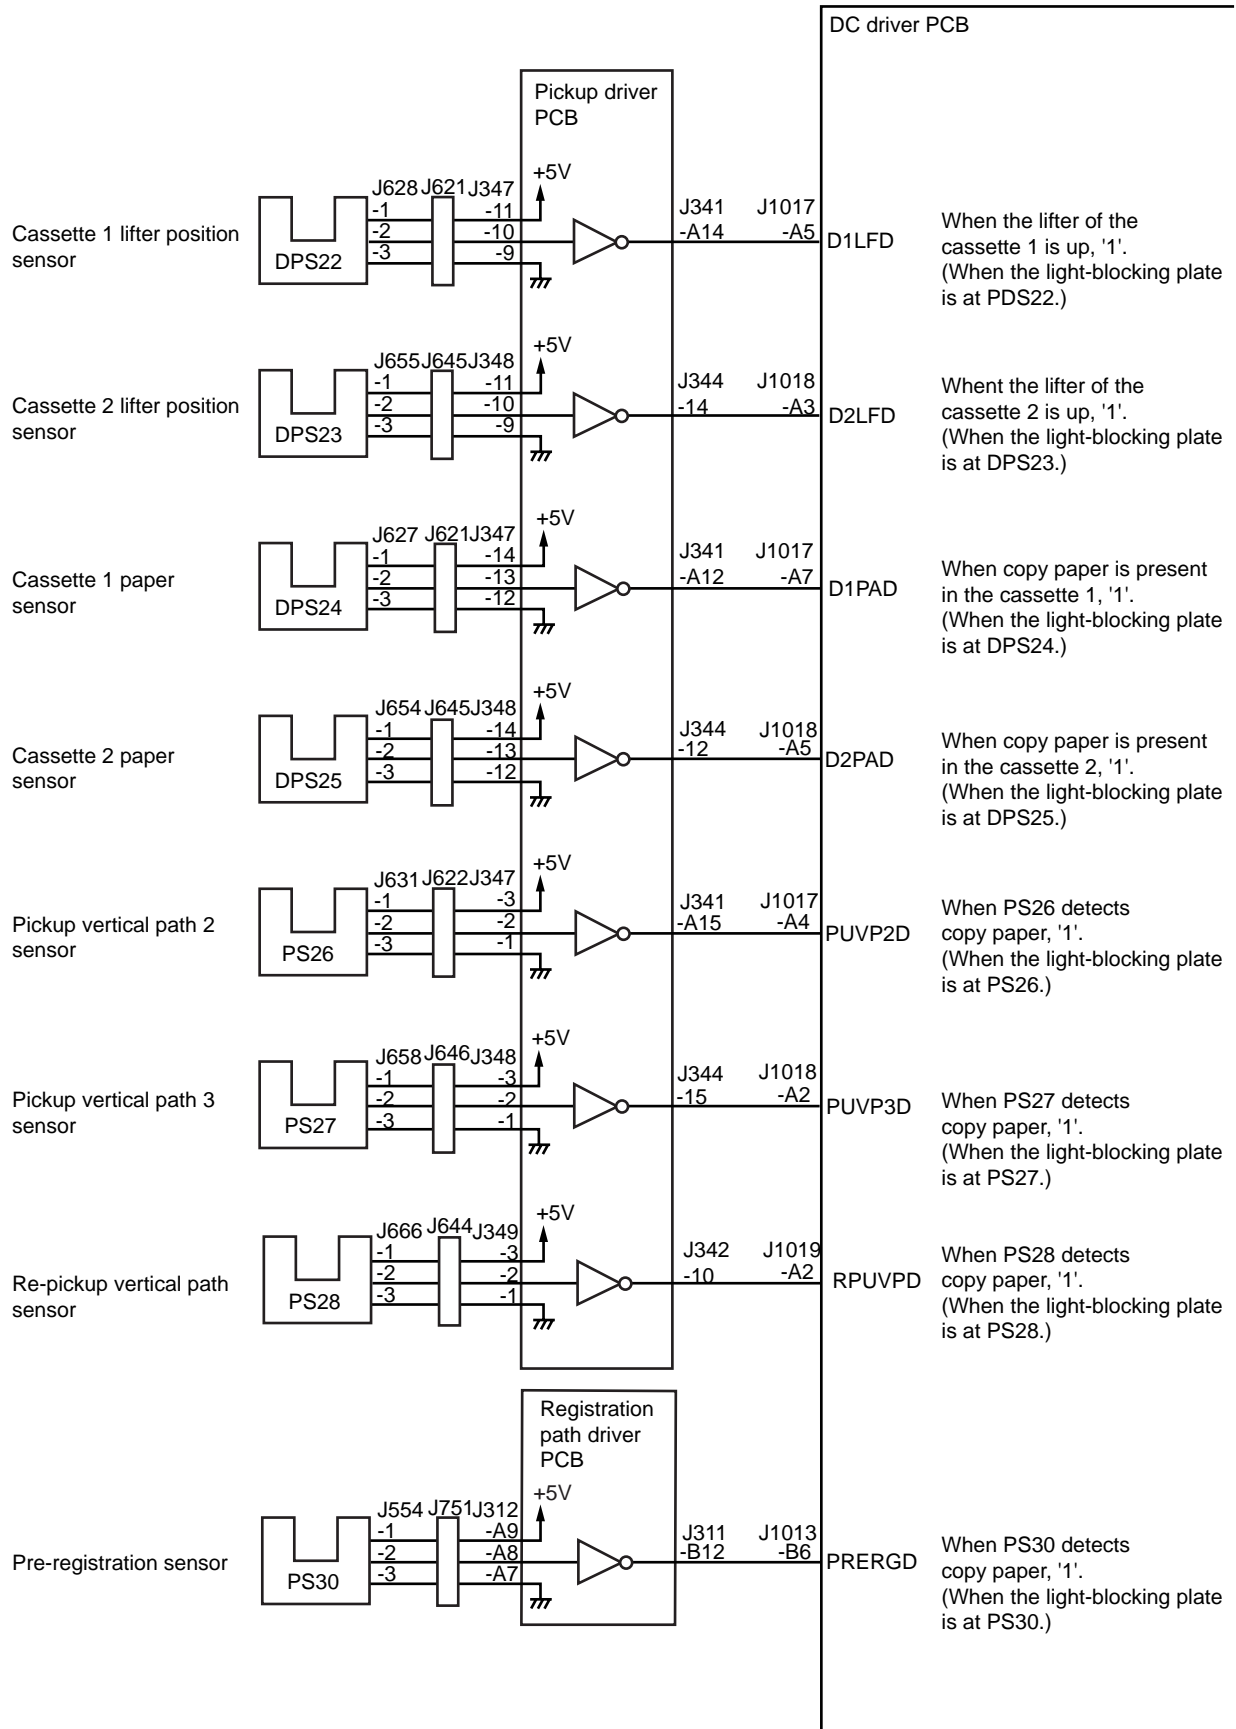 DC driver PCB
Pickup driver
PCB
+5V
J628 J621 J347
J341 J1017
-1 -11
-2 -10
-3 -9
-A14 -A5
Cassette 1 lifter position
sensor
DPS22
D1LFD
When the lifter of the
cassette 1 is up, '1'.
(When the light-blocking plate
is at PDS22.)
+5V
J655 J645 J348
J344 J1018
-1 -11
-2 -10
-3 -9
-14 -A3
Cassette 2 lifter position
sensor
DPS23
D2LFD
Whent the lifter of the
cassette 2 is up, '1'.
(When the light-blocking plate
is at DPS23.)
+5V
J627 J621 J347
J341 J1017
-1 -14
-2 -13
-3 -12
-A12 -A7
Cassette 1 paper
sensor
DPS24
D1PAD
When copy paper is present
in the cassette 1, '1'.
(When the light-blocking plate
is at DPS24.)
+5V
J654 J645 J348
J344 J1018
-1 -14
-2 -13
-3 -12
-12 -A5
Cassette 2 paper
sensor
DPS25
D2PAD
When copy paper is present
in the cassette 2, '1'.
(When the light-blocking plate
is at DPS25.)
+5V
J631 J622 J347
J341 J1017
-1 -3
-2 -2
-3 -1
-A15 -A4
Pickup vertical path 2
sensor
PS26
PUVP2D
When PS26 detects
copy paper, '1'.
(When the light-blocking plate
is at PS26.)
+5V
J658 J646 J348
J344 J1018
-1 -3
-2 -2
-3 -1
-15 -A2
Pickup vertical path 3
sensor
PS27
PUVP3D
When PS27 detects
copy paper, '1'.
(When the light-blocking plate
is at PS27.)
+5V
J666 J644 J349
J342 J1019
-1 -3
-2 -2
-3 -1
-10 -A2
Re-pickup vertical path
sensor
PS28
RPUVPD
When PS28 detects
copy paper, '1'.
(When the light-blocking plate
is at PS28.)
Registration
path driver
PCB
+5V
J554 J751 J312
J311 J1013
-1 -A9
-2 -A8
-3 -A7
-B12 -B6
Pre-registration sensor
PS30
PRERGD
When PS30 detects
copy paper, '1'.
(When the light-blocking plate
is at PS30.)